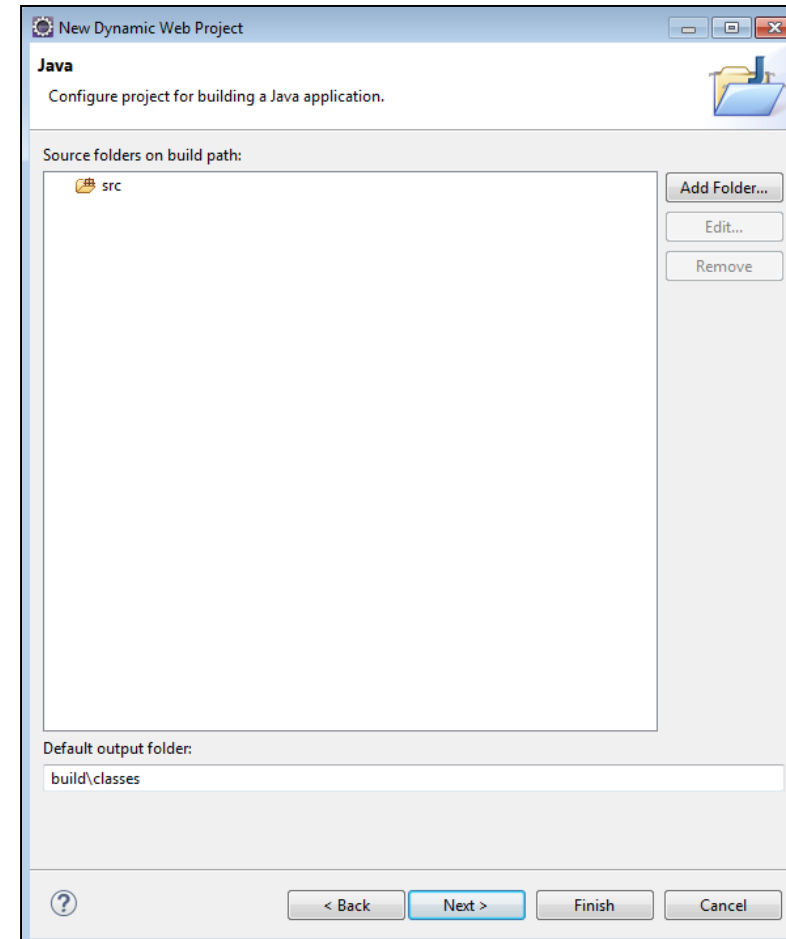 New Dynamic Web Project
Java
Configure project for building a Java application.
Source folders on build path:
src
Add Folder...
Edit...
Remove
Default output folder:
build\classes
?
< Back
Next >
Finish
Cancel